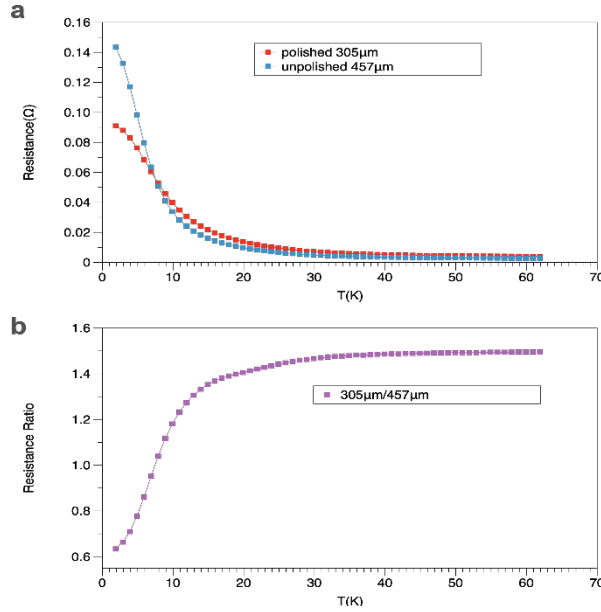 a
0.16
0.14
0.12
0.10
0.08
0.06
0.04
0.02
0
Resistance(Ω)
polished 305μm
unpolished 457μm
0 10 20 30 40 50 60 70
T(K)
b
1.6
1.4
1.2
1.0
0.8
0.6
Resistance Ratio
305μm/457μm
0 10 20 30 40 50 60 70
T(K)